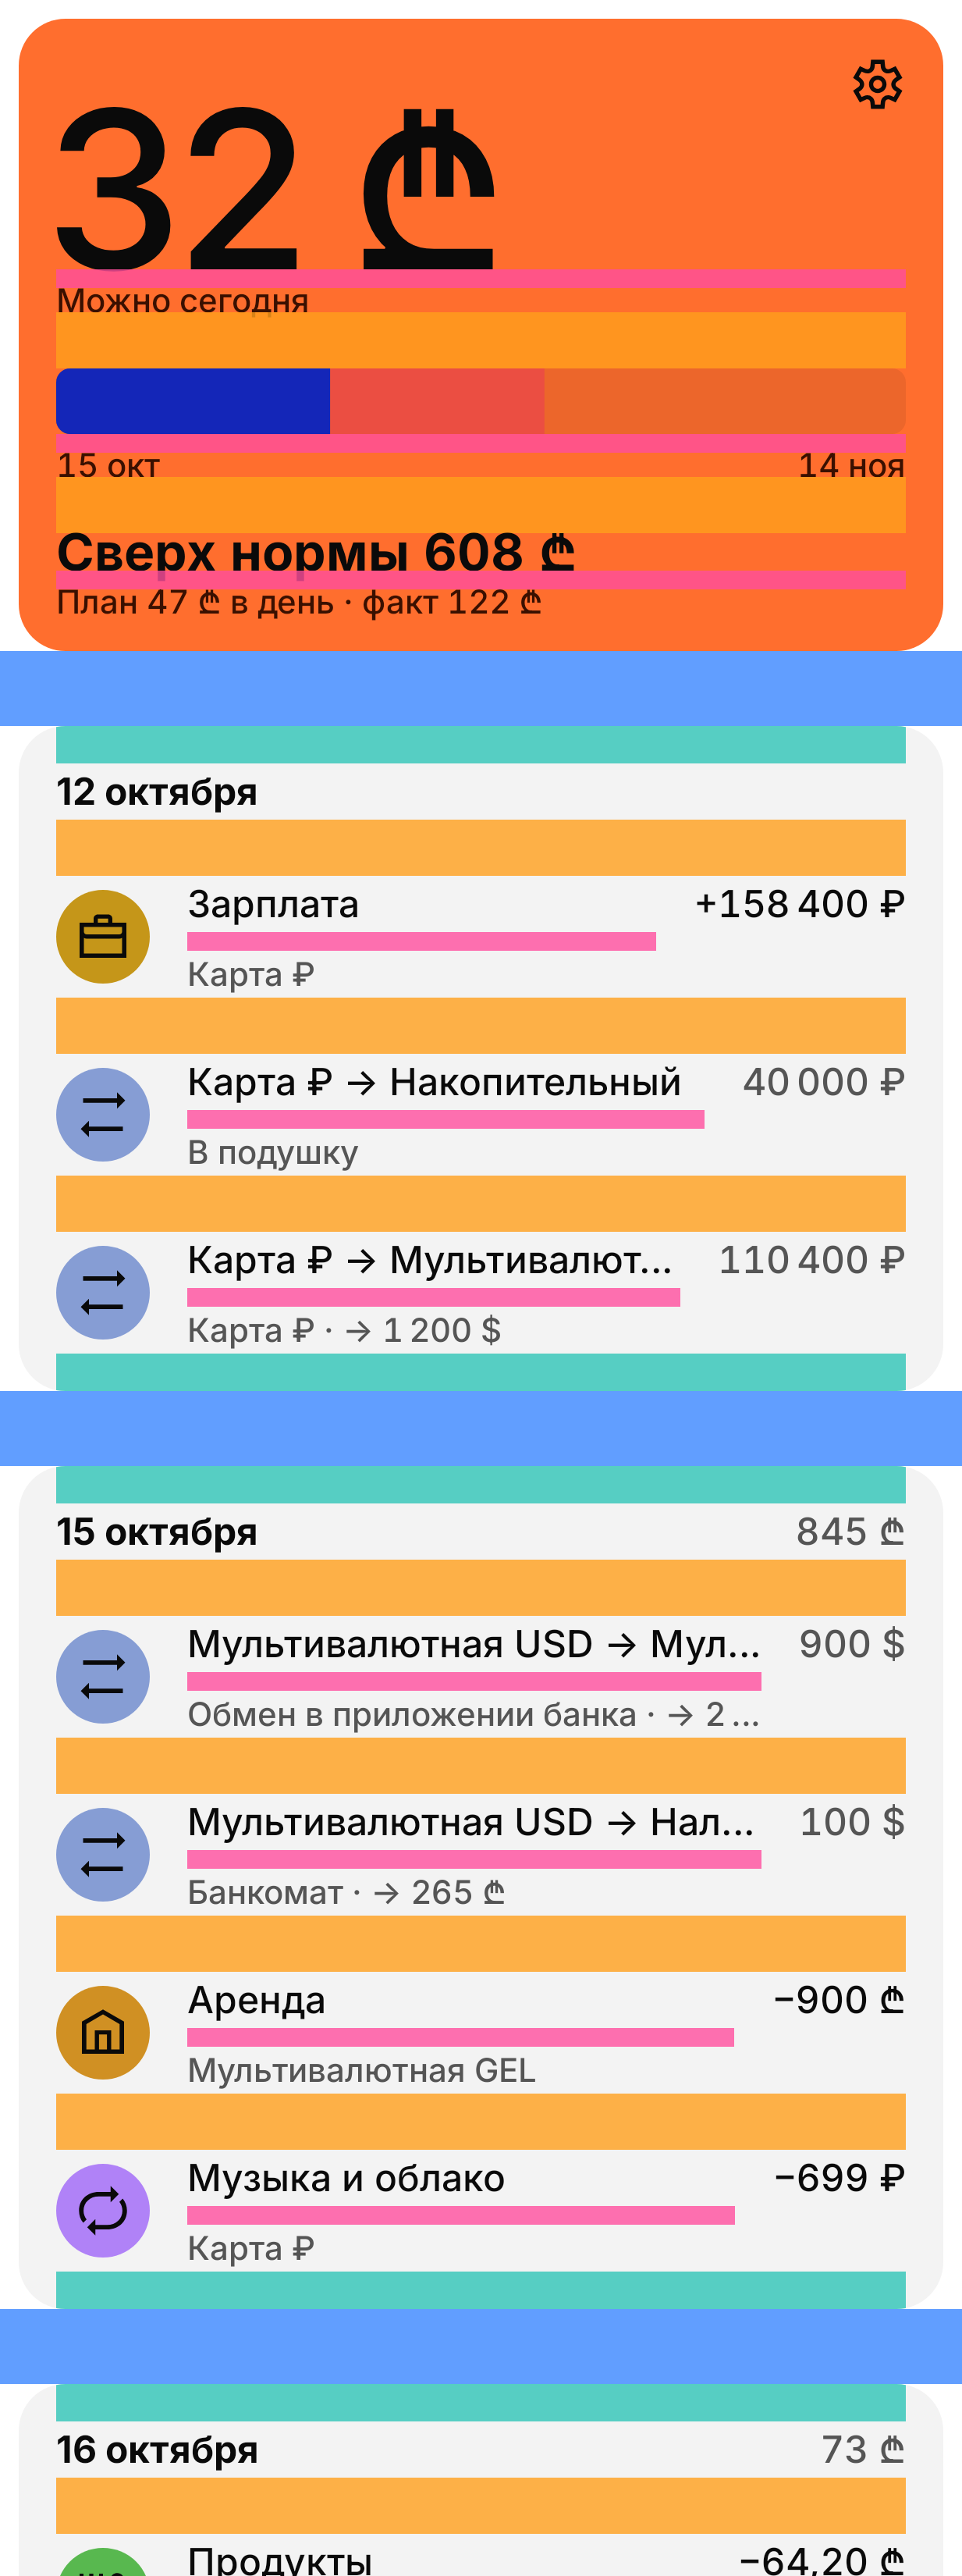 32 ₾
Можно сегодня
15 окт 14 ноя
Сверх нормы 608 ₾
План 47 ₾ в день · факт 122 ₾
12 октября
Зарплата +158 400 ₽
Карта ₽
Карта ₽ → Накопительный 40 000 ₽
В подушку
Карта ₽ → Мультивалют... 110 400 ₽
Карта ₽ · → 1 200 $
15 октября 845 ₾
Мультивалютная USD → Мул... 900 $
Обмен в приложении банка · → 2 ...
Мультивалютная USD → Нал... 100 $
Банкомат · → 265 ₾
Аренда −900 ₾
Мультивалютная GEL
Музыка и облако −699 ₽
Карта ₽
16 октября 73 ₾
Продукты −64,20 ₾